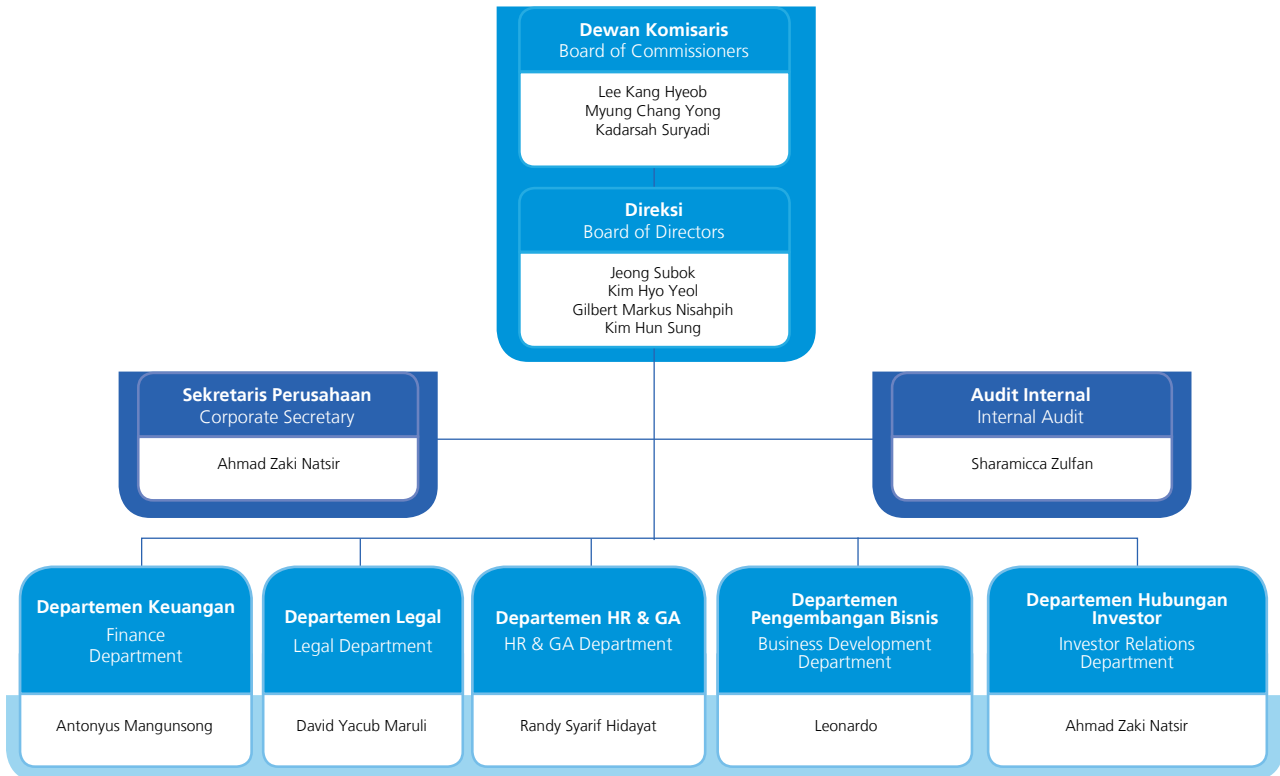 Dewan Komisaris
Board of Commissioners
Lee Kang Hyeob
Myung Chang Yong
Kadarsah Suryadi
Direksi
Board of Directors
Jeong Subok
Kim Hyo Yeol
Gilbert Markus Nisahpih
Kim Hun Sung
Sekretaris Perusahaan
Corporate Secretary
Ahmad Zaki Natsir
Audit Internal
Internal Audit
Sharamicca Zulfan
Departemen Keuangan
Finance
Department
Antonyus Mangunsong
Departemen Legal
Legal Department
David Yacub Maruli
Departemen HR & GA
HR & GA Department
Randy Syarif Hidayat
Departemen
Pengembangan Bisnis
Business Development
Department
Leonardo
Departemen Hubungan
Investor
Investor Relations
Department
Ahmad Zaki Natsir